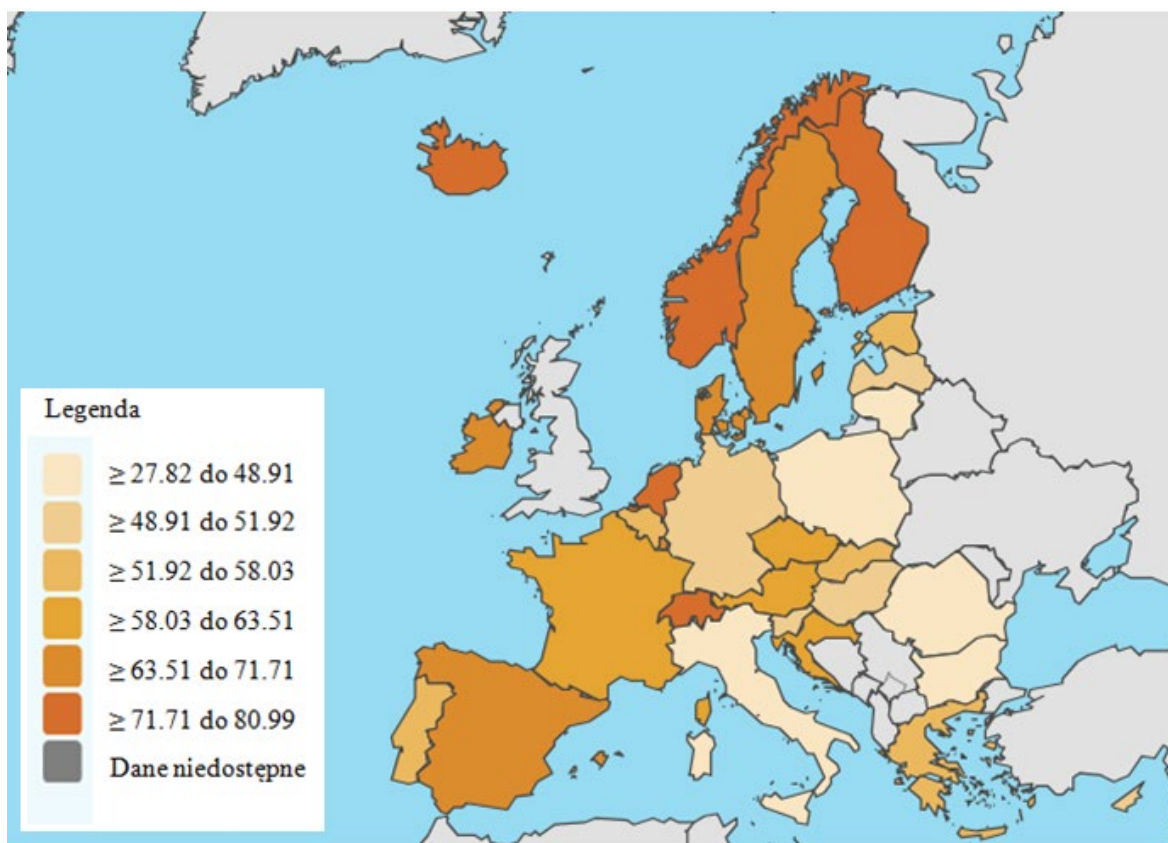 Legenda
≥ 27.82 do 48.91
≥ 48.91 do 51.92
≥ 51.92 do 58.03
≥ 58.03 do 63.51
≥ 63.51 do 71.71
≥ 71.71 do 80.99
Dane niedostępne